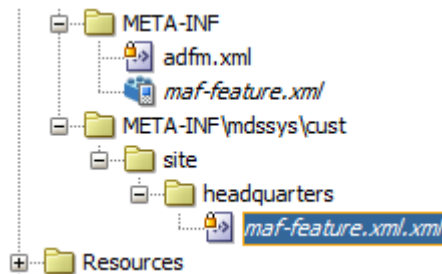 META-INF
adfm.xml
maf-feature.xml
META-INF\mdssys\cust
site
headquarters
maf-feature.xml.xml
Resources